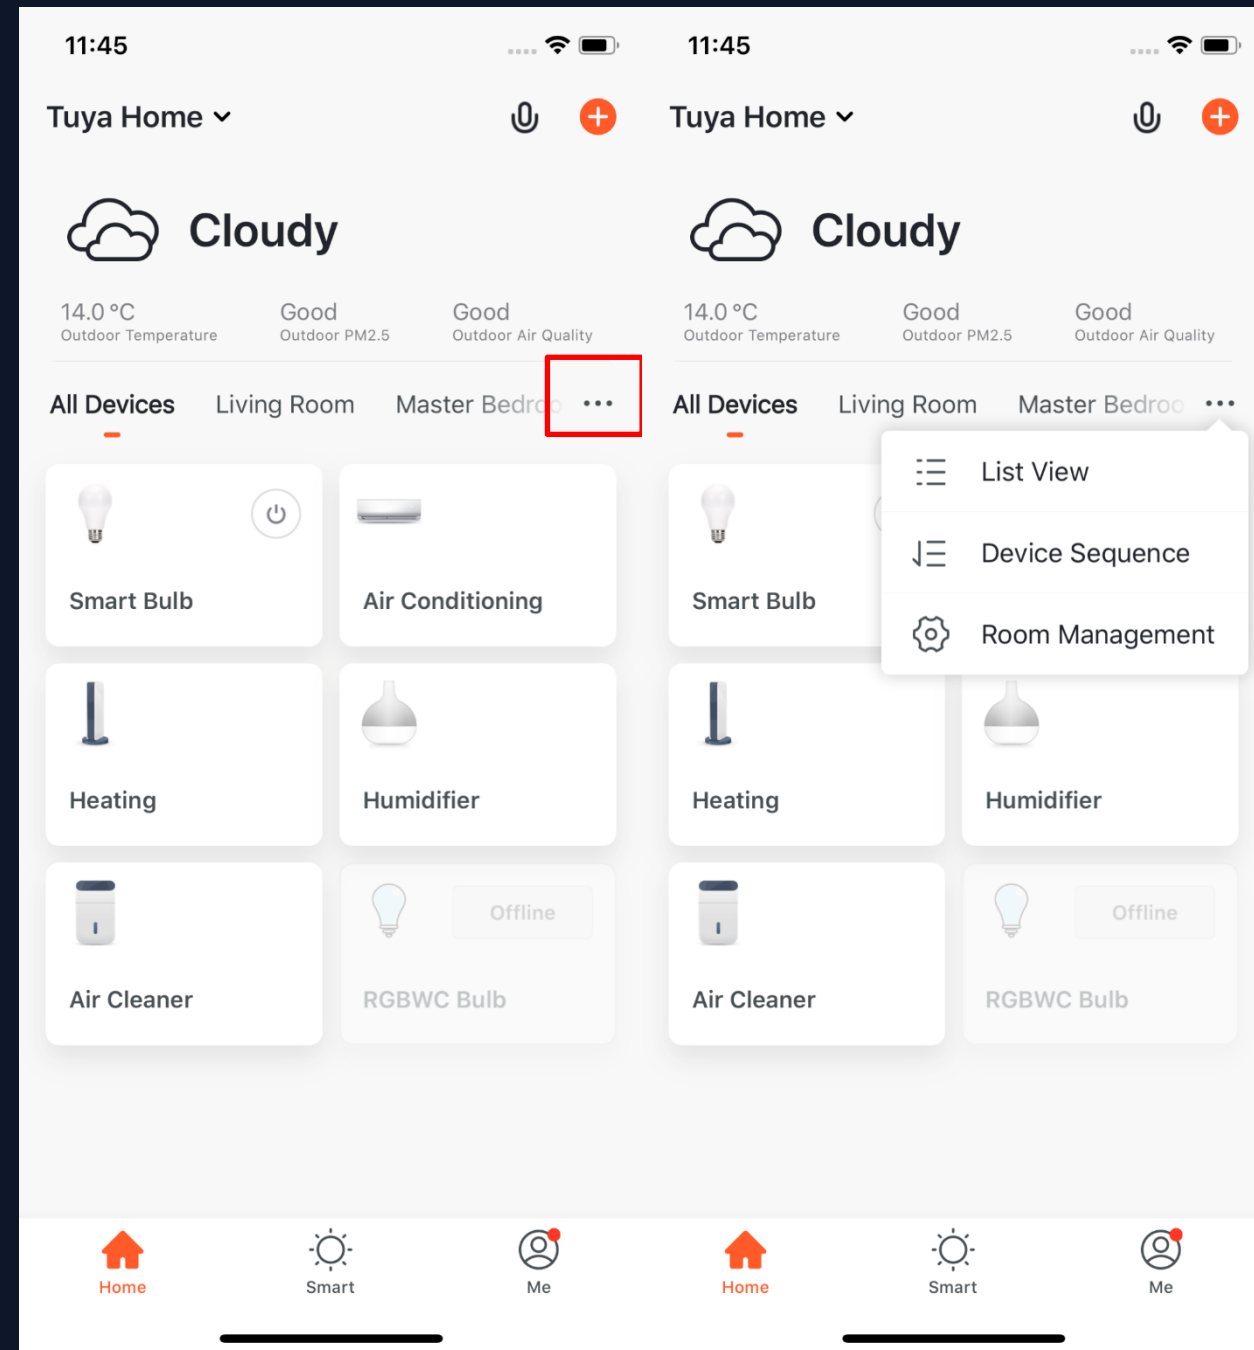 11:45
Tuya Home
Cloudy
14.0 °C Good Good
Outdoor Temperature Outdoor PM2.5 Outdoor Air Quality
All Devices Living Room Master Bedroo
Smart Bulb Air Conditioning
Heating Humidifier
Offline
Air Cleaner RGBWC Bulb
Home Smart Me
11:45
Tuya Home
Cloudy
14.0 °C Good Good
Outdoor Temperature Outdoor PM2.5 Outdoor Air Quality
All Devices Living Room Master Bedroo
List View
Device Sequence
Smart Bulb
Room Management
Heating Humidifier
Offline
Air Cleaner RGBWC Bulb
Home Smart Me